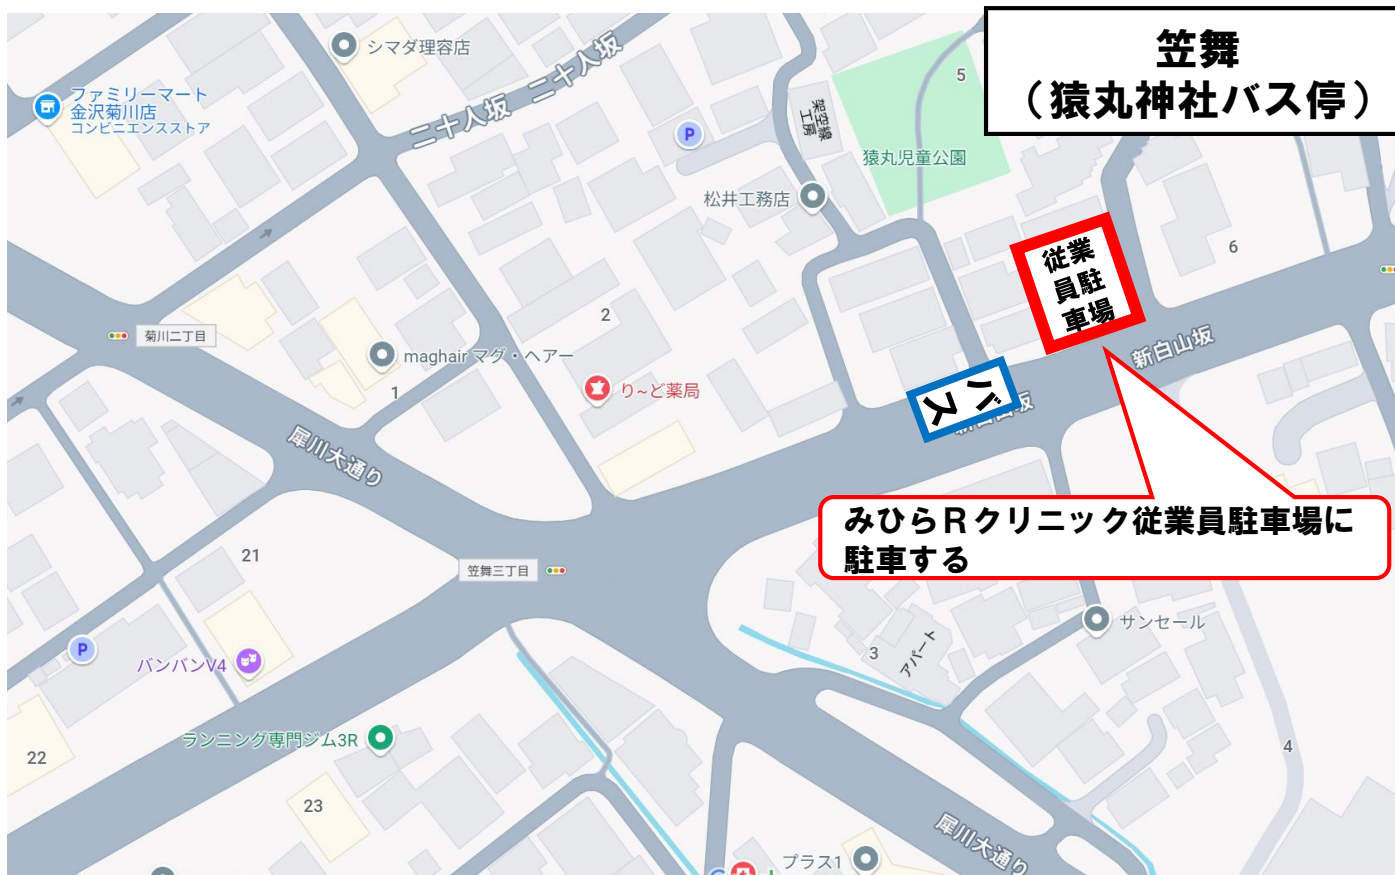 笠舞
（猿丸神社バス停）
シマダ理容店
ファミリーマート
金沢菊川店
コンビニエンスストア
二十人坂
二十人坂
P
架空線
工房
5
猿丸児童公園
松井工務店
従業
員駐
車場
6
新白山坂
菊川二丁目
maghair マグ・ヘアー
2
1
り~ど薬局
バス
新白山坂
犀川大通り
みひらRクリニック従業員駐車場に
駐車する
21
笠舞三丁目
サンセール
3
アパート
P
バンバンV4
ランニング専門ジム3R
22
23
4
犀川大通り
プラス1